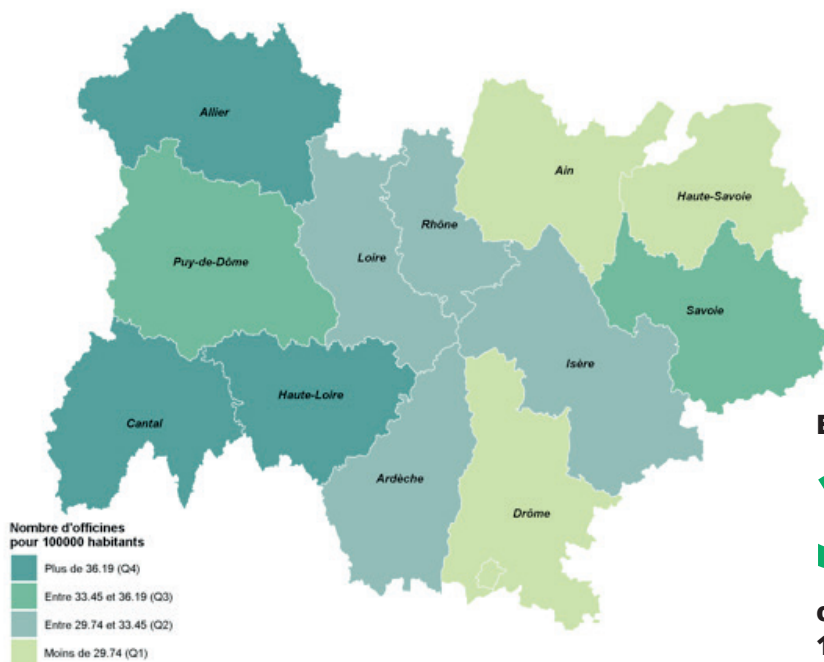 Allier
Ain
Haute-Savoie
Rhône
Loire
Puy-de-Dôme
Savoie
Isère
Haute-Loire
Cantal
Ardèche
Drôme
Nombre d'officines
pour 100000 habitants
Plus de 36.19 (Q4)
Entre 33.45 et 36.19 (Q3)
Entre 29.74 et 33.45 (Q2)
Moins de 29.74 (Q1)